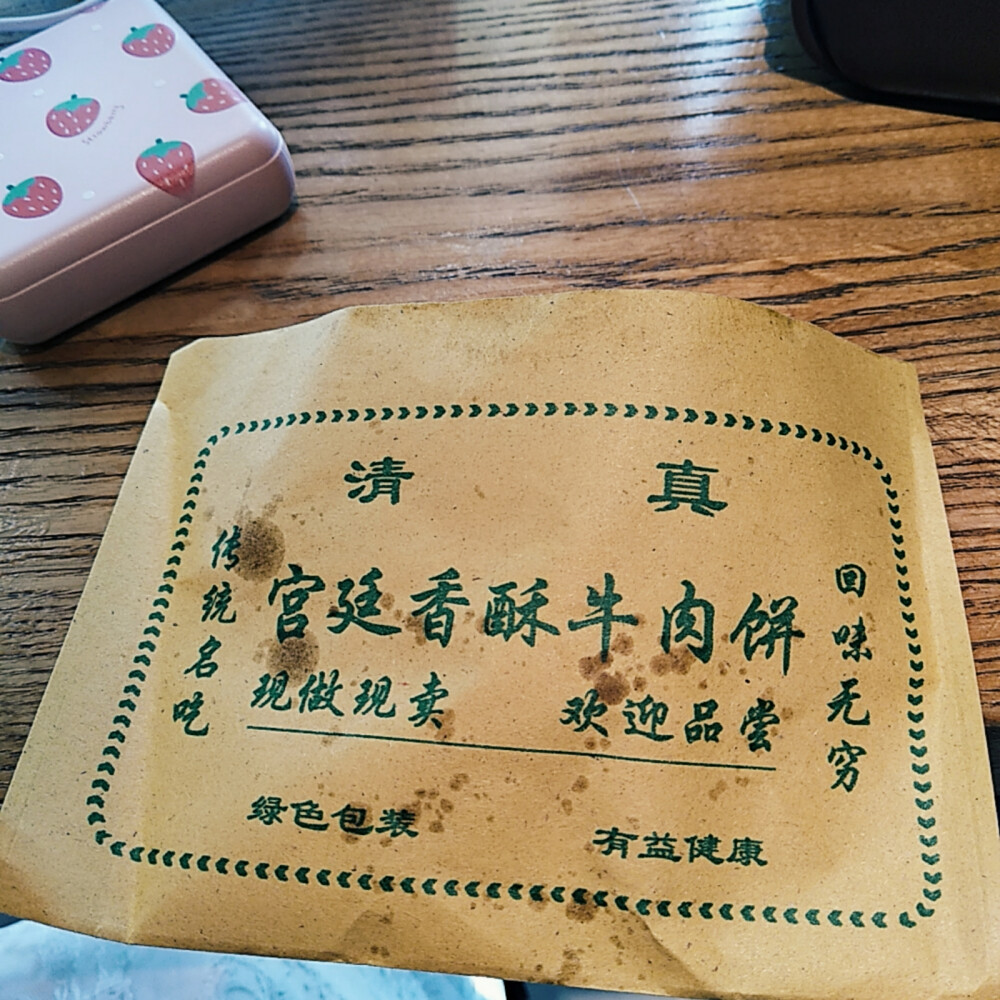 清真
传统名吃
宫廷香酥牛肉饼
回味无穷
现做现卖 欢迎品尝
绿色包装 有益健康